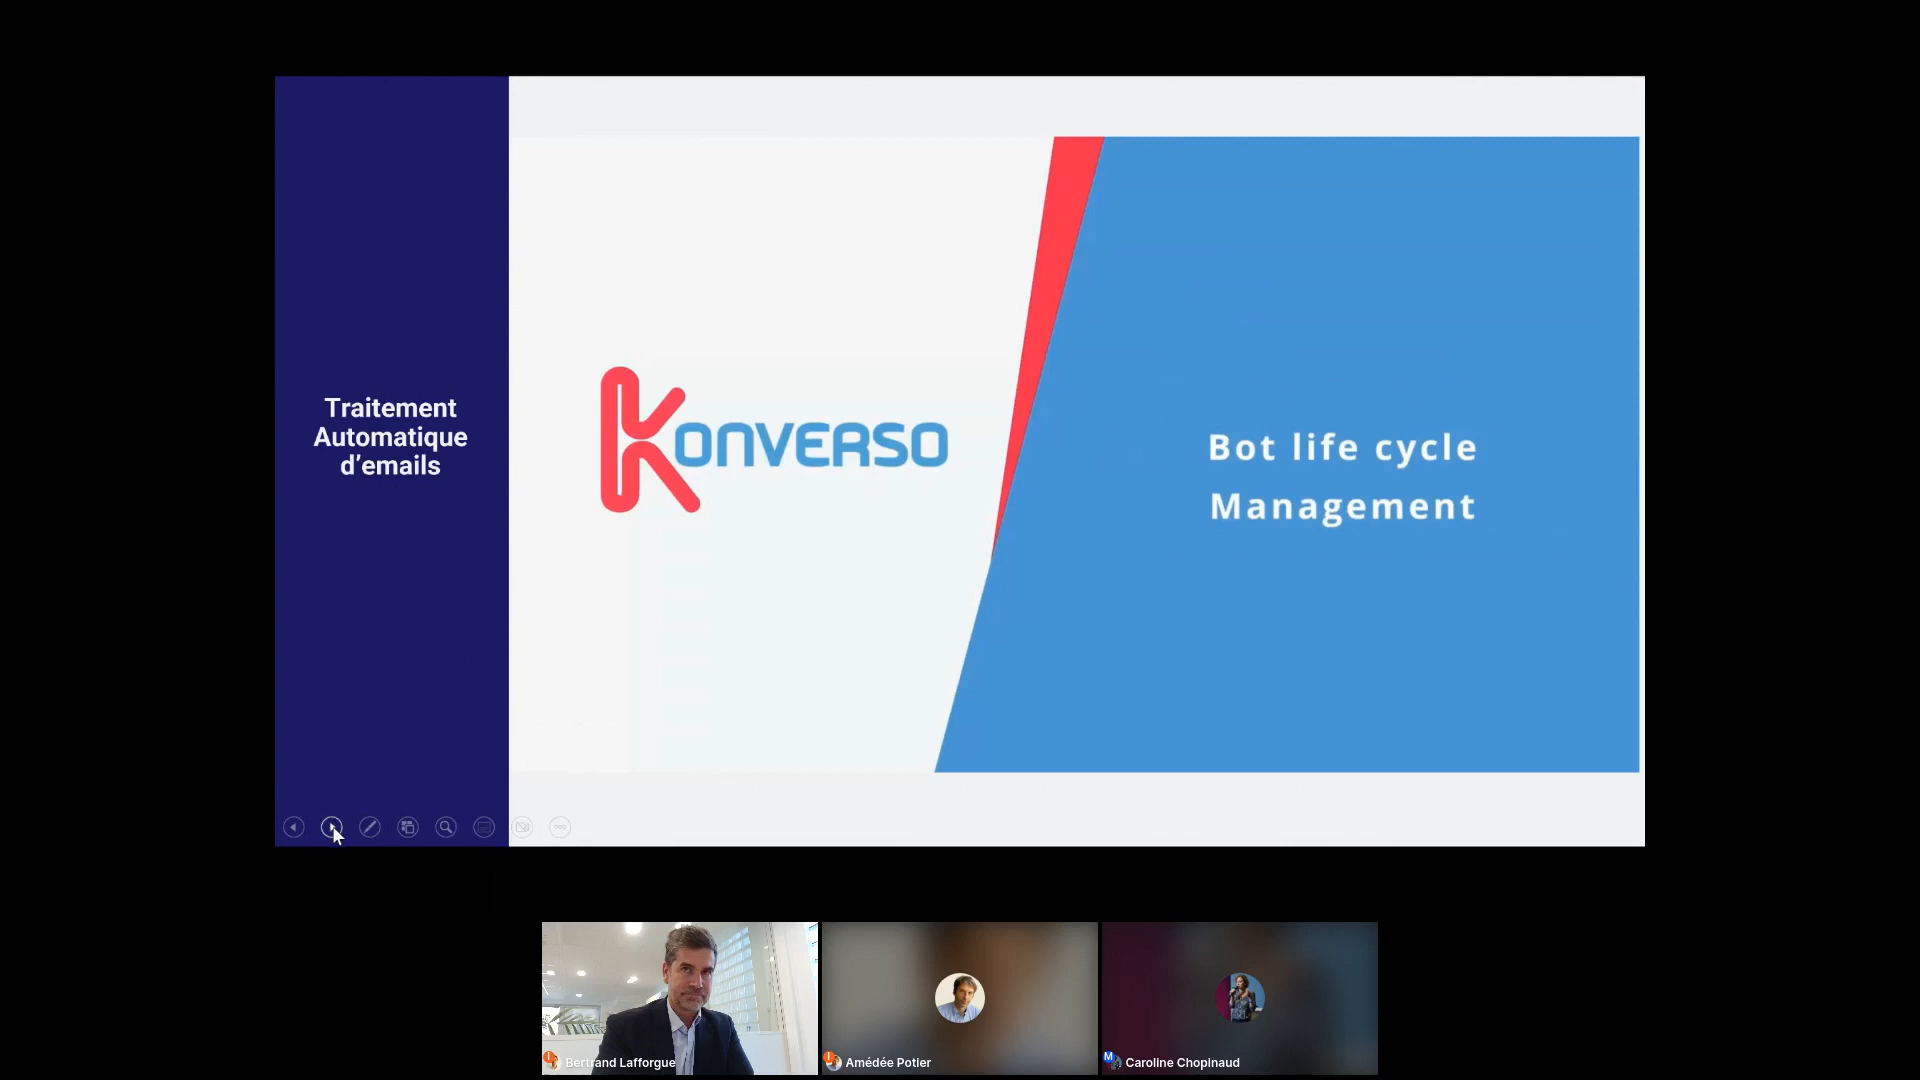 Traitement
Automatique
d’emails
KONVERSO
Bot life cycle
Management
Bertrand Lafforgue
Amédée Potier
M
Caroline Chopinaud